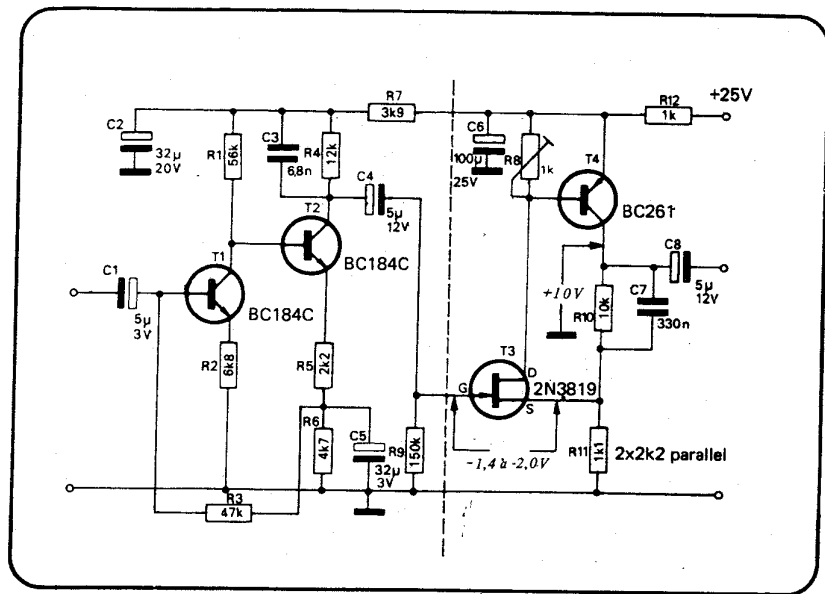 R12
1k
+25V
R7
3k9
C2
32µ
20V
R1
56k
C3
6,8n
R4
12k
C4
5µ
12V
C6
100µ
25V
R8
1k
T4
BC261
T2
BC184C
T1
BC184C
C1
5µ
3V
R2
6k8
R5
2k2
+10V
C8
5µ
12V
R10
10k
C7
330n
T3
G
D
S
2N3819
R6
4k7
C5
32µ
3V
R9
150k
-1,4 à -2,0V
R11
1k1
2x2k2 parallel
R3
47k